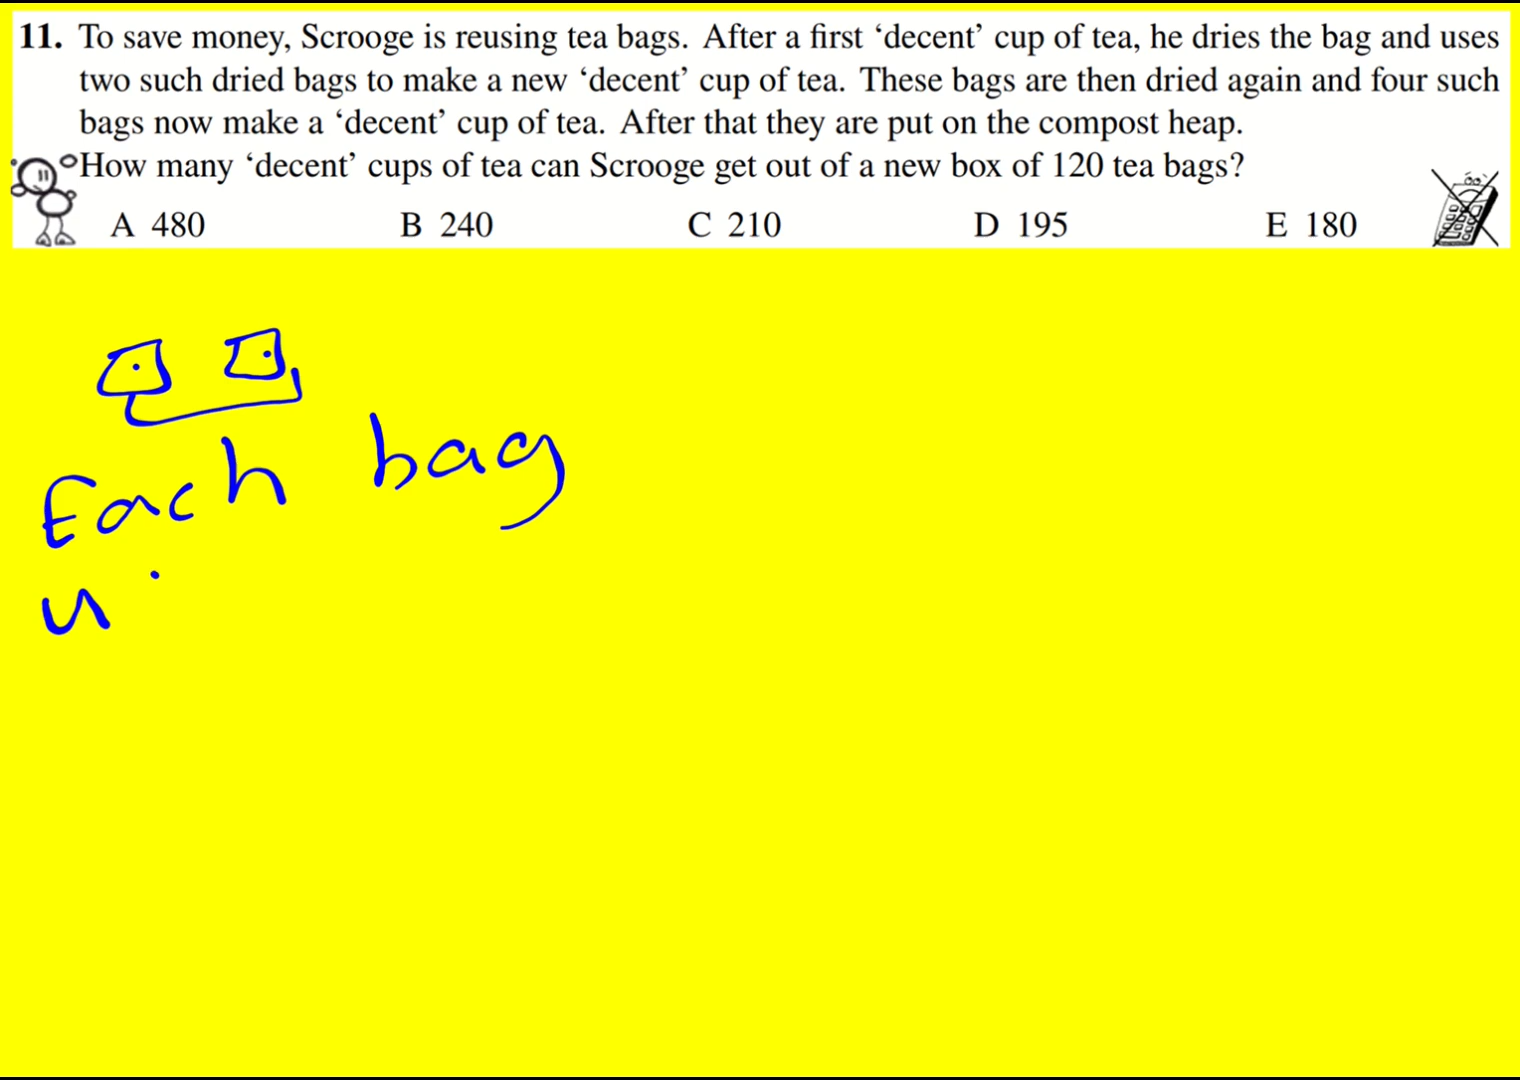 11. To save money, Scrooge is reusing tea bags. After a first ‘decent’ cup of tea, he dries the bag and uses
two such dried bags to make a new ‘decent’ cup of tea. These bags are then dried again and four such
bags now make a ‘decent’ cup of tea. After that they are put on the compost heap.
How many ‘decent’ cups of tea can Scrooge get out of a new box of 120 tea bags?
A 480 B 240 C 210 D 195 E 180
Each bag